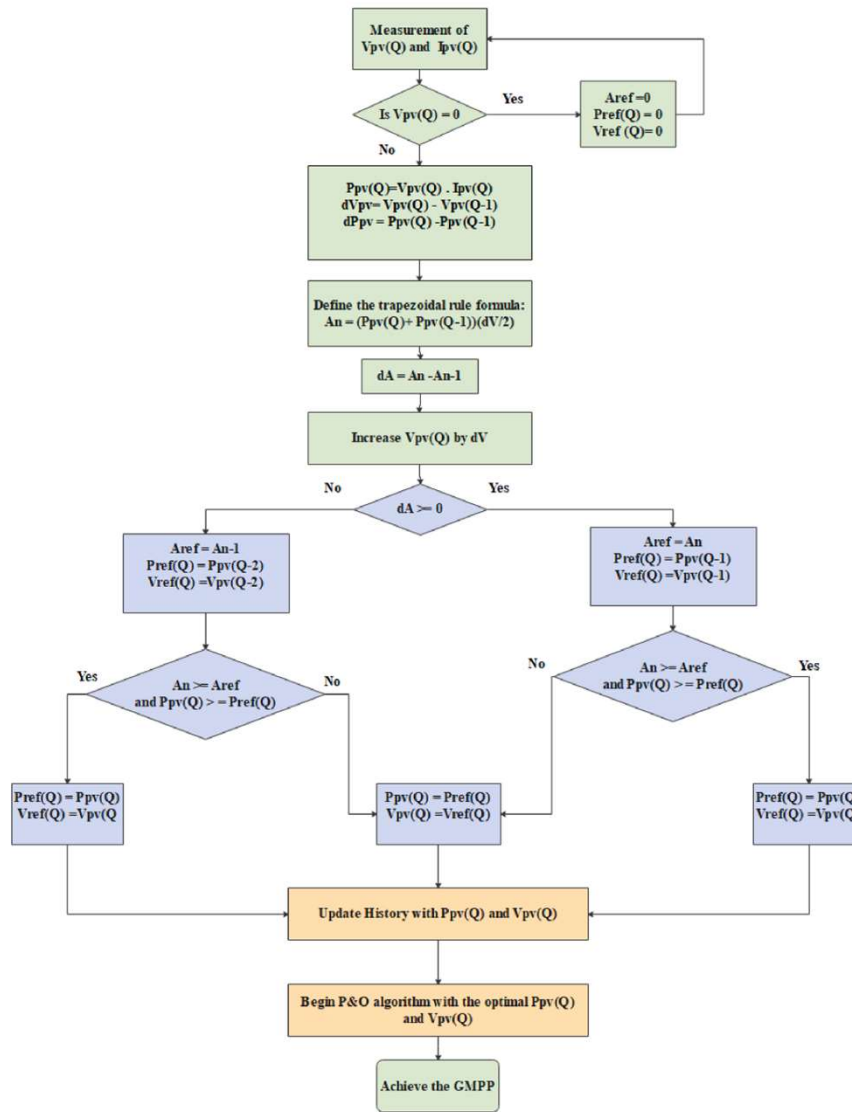 Measurement of
Vpv(Q) and Ipv(Q)
Is Vpv(Q) = 0
Yes
Aref =0
Pref(Q) = 0
Vref (Q)= 0
No
Ppv(Q)=Vpv(Q) . Ipv(Q)
dVpv= Vpv(Q) - Vpv(Q-1)
dPpv = Ppv(Q) -Ppv(Q-1)
Define the trapezoidal rule formula:
An = (Ppv(Q)+ Ppv(Q-1))(dV/2)
dA = An -An-1
Increase Vpv(Q) by dV
No
dA >= 0
Yes
Aref = An-1
Pref(Q) = Ppv(Q-2)
Vref(Q) =Vpv(Q-2)
Aref = An
Pref(Q) = Ppv(Q-1)
Vref(Q) =Vpv(Q-1)
Yes
An >= Aref
and Ppv(Q) > = Pref(Q)
No
No
An >= Aref
and Ppv(Q) >= Pref(Q)
Yes
Pref(Q) = Ppv(Q)
Vref(Q) =Vpv(Q
Ppv(Q) = Pref(Q)
Vpv(Q) =Vref(Q)
Pref(Q) = Ppv(Q
Vref(Q) =Vpv(Q
Update History with Ppv(Q) and Vpv(Q)
Begin P&O algorithm with the optimal Ppv(Q)
and Vpv(Q)
Achieve the GMPP